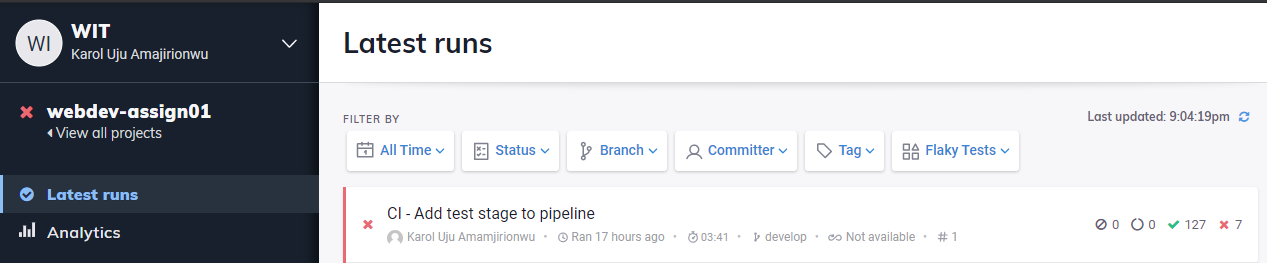 WI
WIT
Karol Uju Amajirionwu
webdev-assign01
View all projects
Latest runs
Analytics
Latest runs
FILTER BY
Last updated: 9:04:19pm
All Time
Status
Branch
Committer
Tag
Flaky Tests
CI - Add test stage to pipeline
Karol Uju Amamjirionwu • Ran 17 hours ago • 03:41 • develop • Not available • # 1
0 0 127 7